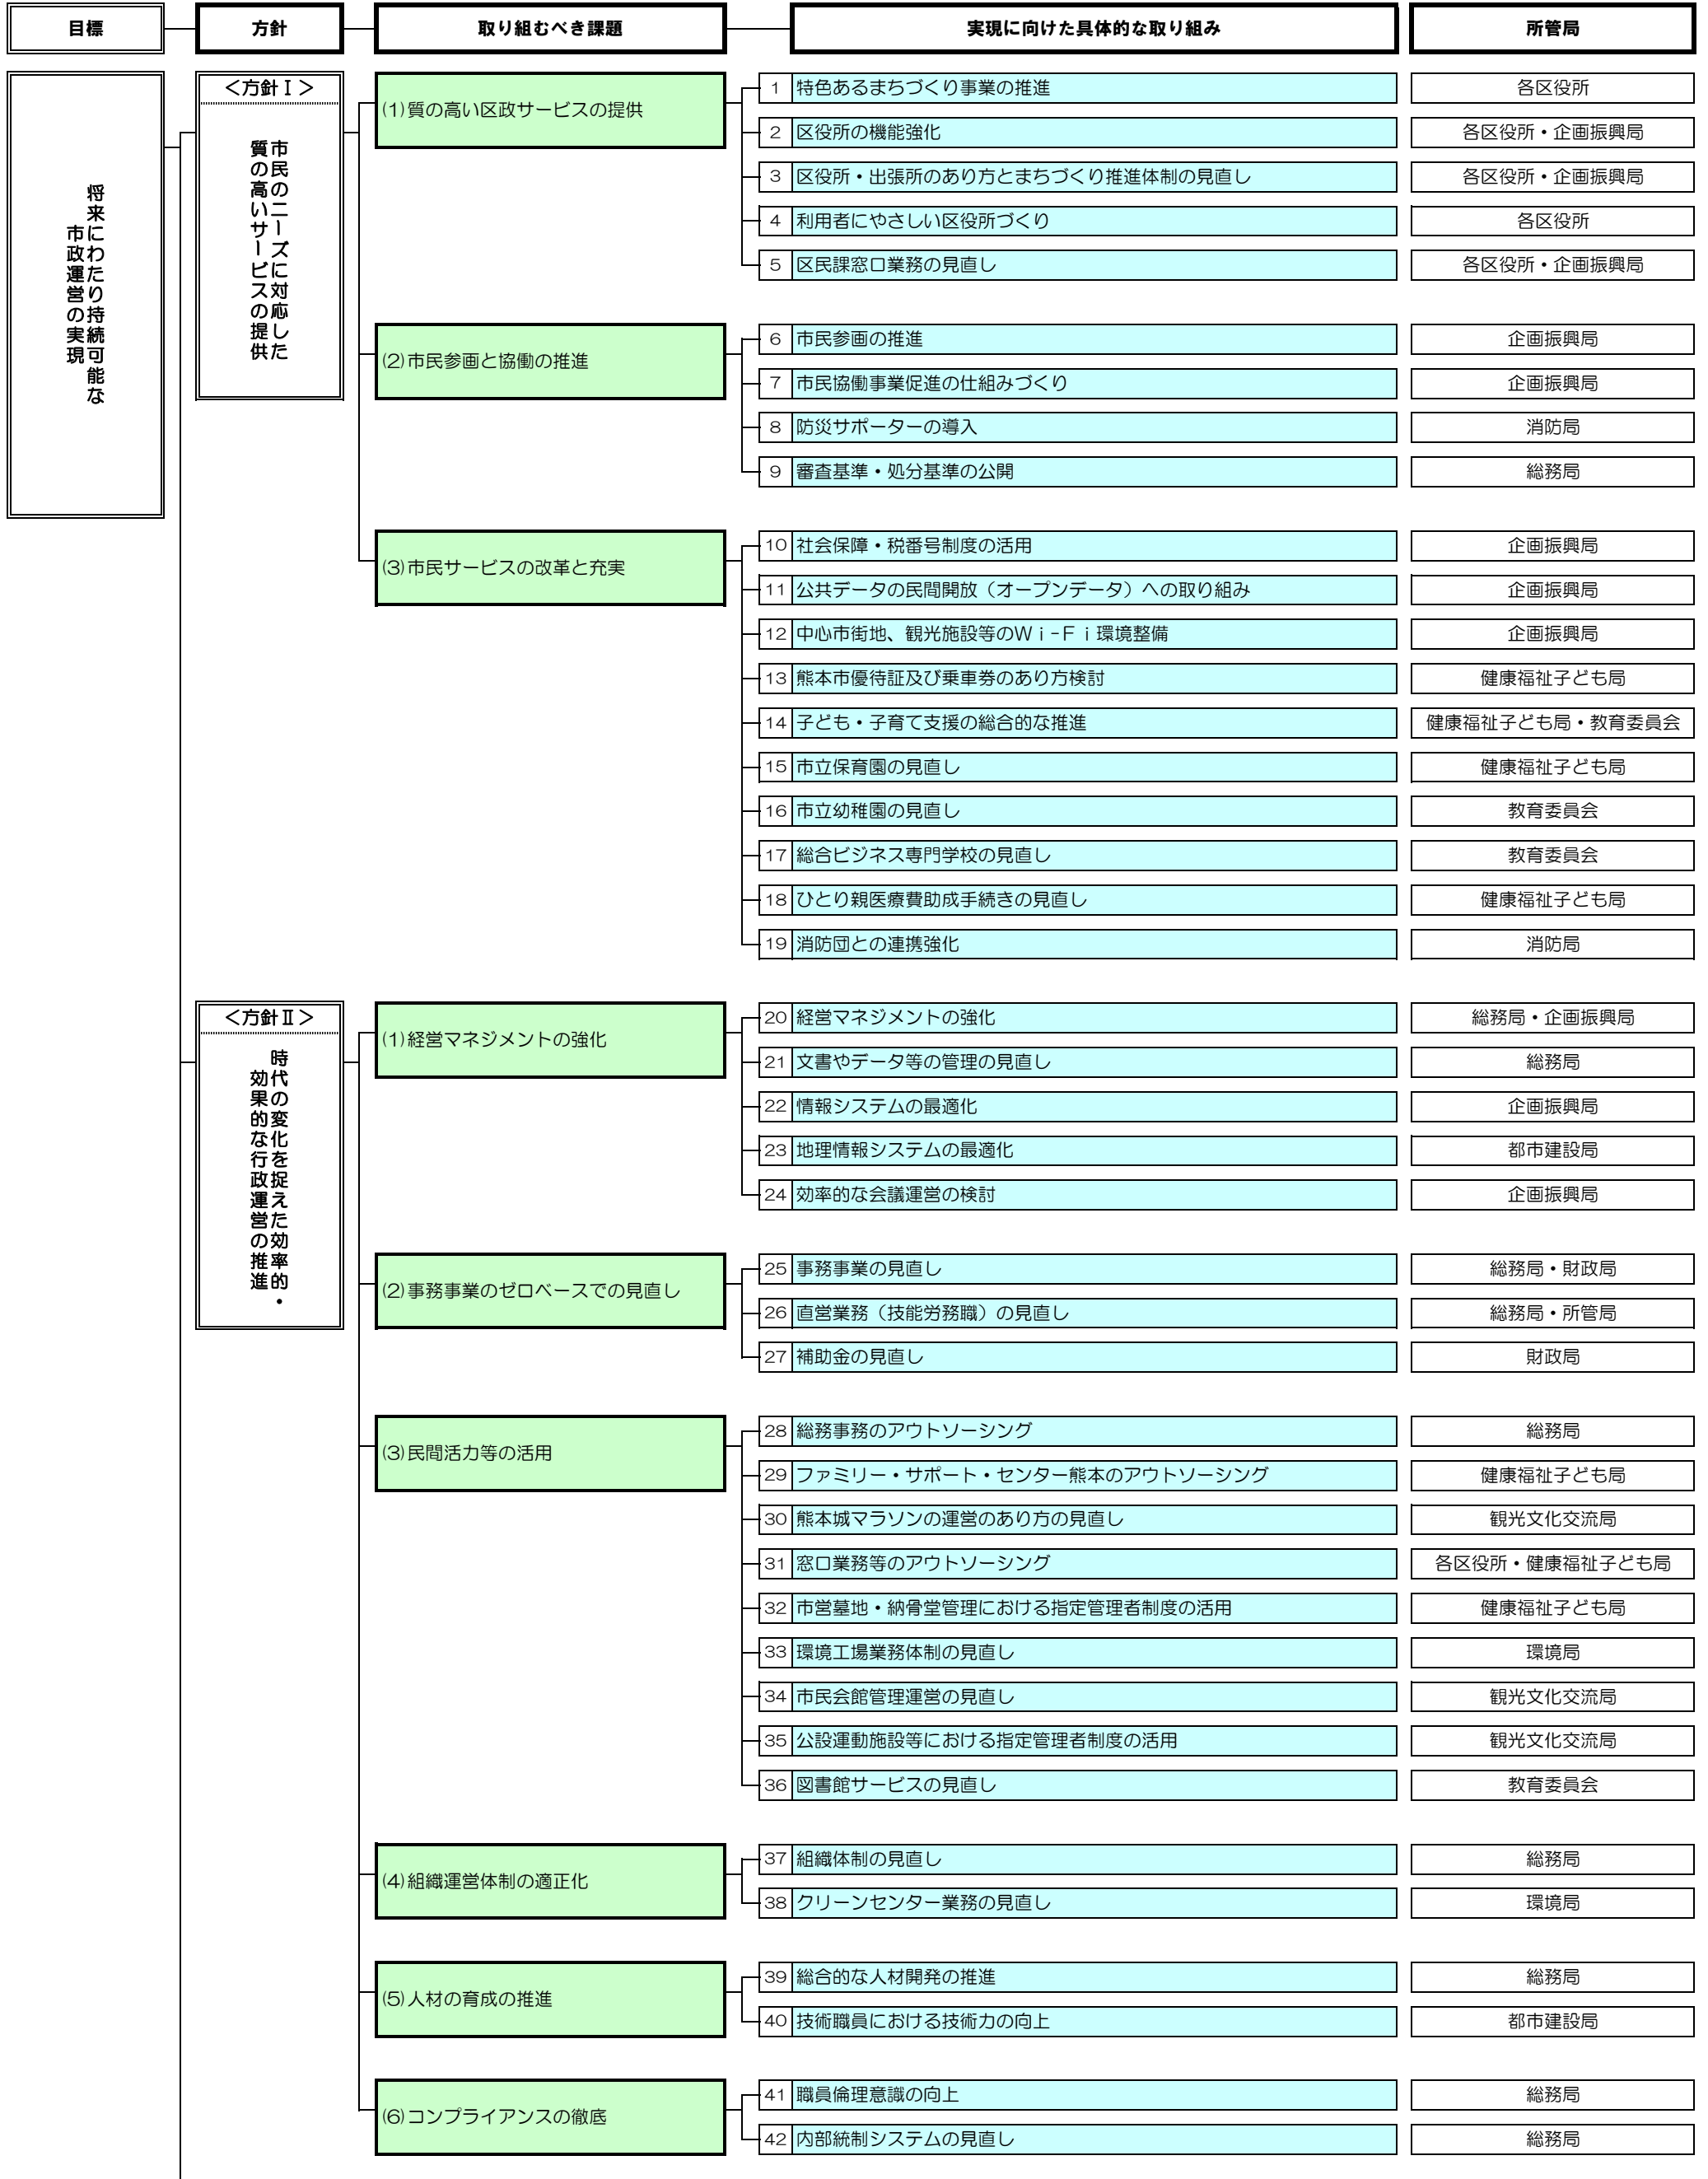 目標
方針
取り組むべき課題
実現に向けた具体的な取り組み
所管局
将来にわたり持続可能な
市政運営の実現
＜方針Ⅰ＞
市民のニーズに対応した
質の高いサービスの提供
(1)質の高い区政サービスの提供
1 特色あるまちづくり事業の推進 各区役所
2 区役所の機能強化 各区役所・企画振興局
3 区役所・出張所のあり方とまちづくり推進体制の見直し 各区役所・企画振興局
4 利用者にやさしい区役所づくり 各区役所
5 区民課窓口業務の見直し 各区役所・企画振興局
(2)市民参画と協働の推進
6 市民参画の推進 企画振興局
7 市民協働事業促進の仕組みづくり 企画振興局
8 防災サポーターの導入 消防局
9 審査基準・処分基準の公開 総務局
(3)市民サービスの改革と充実
10 社会保障・税番号制度の活用 企画振興局
11 公共データの民間開放（オープンデータ）への取り組み 企画振興局
12 中心市街地、観光施設等のＷｉ-Ｆｉ環境整備 企画振興局
13 熊本市優待証及び乗車券のあり方検討 健康福祉子ども局
14 子ども・子育て支援の総合的な推進 健康福祉子ども局・教育委員会
15 市立保育園の見直し 健康福祉子ども局
16 市立幼稚園の見直し 教育委員会
17 総合ビジネス専門学校の見直し 教育委員会
18 ひとり親医療費助成手続きの見直し 健康福祉子ども局
19 消防団との連携強化 消防局
＜方針Ⅱ＞
時代の変化を捉えた効率的・
効果的な行政運営の推進
(1)経営マネジメントの強化
20 経営マネジメントの強化 総務局・企画振興局
21 文書やデータ等の管理の見直し 総務局
22 情報システムの最適化 企画振興局
23 地理情報システムの最適化 都市建設局
24 効率的な会議運営の検討 企画振興局
(2)事務事業のゼロベースでの見直し
25 事務事業の見直し 総務局・財政局
26 直営業務（技能労務職）の見直し 総務局・所管局
27 補助金の見直し 財政局
(3)民間活力等の活用
28 総務事務のアウトソーシング 総務局
29 ファミリー・サポート・センター熊本のアウトソーシング 健康福祉子ども局
30 熊本城マラソンの運営のあり方の見直し 観光文化交流局
31 窓口業務等のアウトソーシング 各区役所・健康福祉子ども局
32 市営墓地・納骨堂管理における指定管理者制度の活用 健康福祉子ども局
33 環境工場業務体制の見直し 環境局
34 市民会館管理運営の見直し 観光文化交流局
35 公設運動施設等における指定管理者制度の活用 観光文化交流局
36 図書館サービスの見直し 教育委員会
(4)組織運営体制の適正化
37 組織体制の見直し 総務局
38 クリーンセンター業務の見直し 環境局
(5)人材の育成の推進
39 総合的な人材開発の推進 総務局
40 技術職員における技術力の向上 都市建設局
(6)コンプライアンスの徹底
41 職員倫理意識の向上 総務局
42 内部統制システムの見直し 総務局